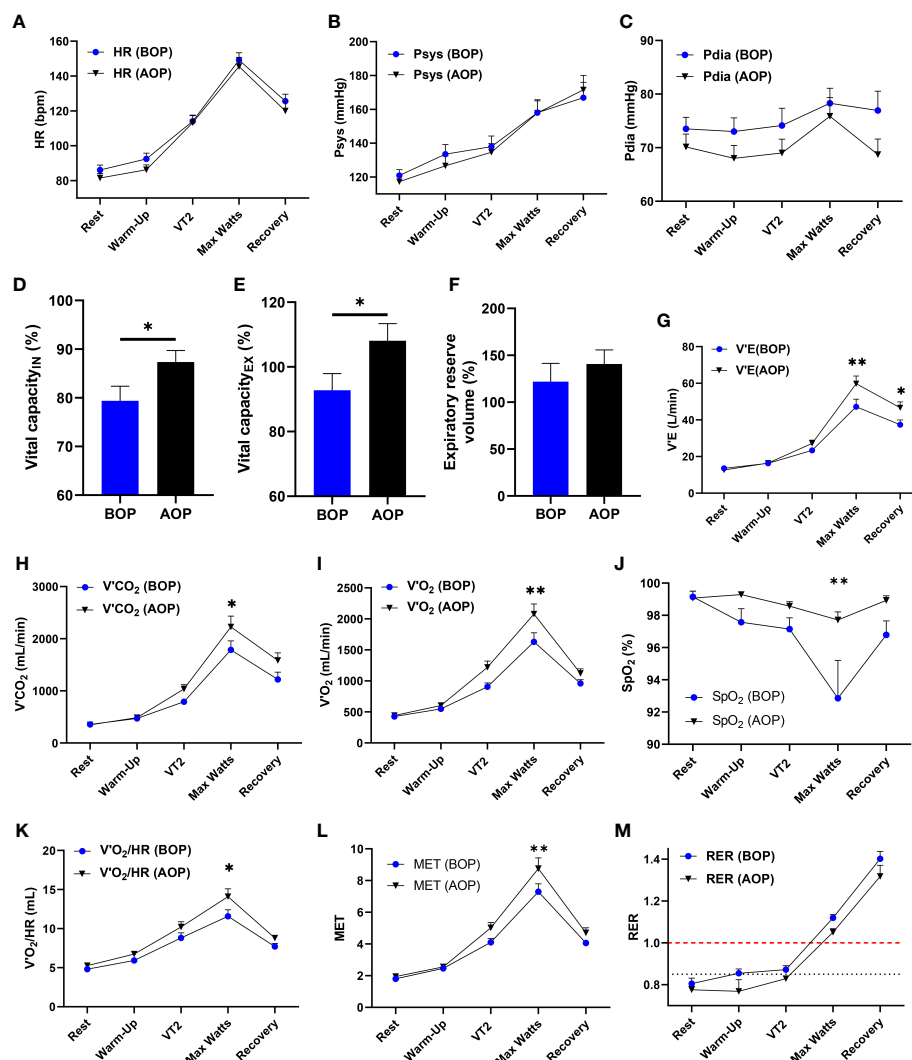 A
HR (BOP)
HR (AOP)
HR (bpm)
160
140
120
100
80
Rest
Warm-Up
VT2
Max Watts
Recovery
B
Psys (BOP)
Psys (AOP)
Psys (mmHg)
200
180
160
140
120
Rest
Warm-Up
VT2
Max Watts
Recovery
C
Pdia (BOP)
Pdia (AOP)
Pdia (mmHg)
90
80
70
60
Rest
Warm-Up
VT2
Max Watts
Recovery
D
Vital capacityIN (%)
100
90
80
70
60
*
BOP
AOP
E
Vital capacityEX (%)
120
100
80
60
*
BOP
AOP
F
Expiratory reserve
volume (%)
200
150
100
50
0
BOP
AOP
G
V'E(BOP)
V'E(AOP)
V'E (L/min)
80
60
40
20
0
**
*
Rest
Warm-Up
VT2
Max Watts
Recovery
H
V'CO₂ (BOP)
V'CO₂ (AOP)
V'CO₂ (mL/min)
3000
2000
1000
0
*
Rest
Warm-Up
VT2
Max Watts
Recovery
I
V'O₂ (BOP)
V'O₂ (AOP)
V'O₂ (mL/min)
2500
2000
1500
1000
500
0
**
Rest
Warm-Up
VT2
Max Watts
Recovery
J
SpO₂ (%)
100
98
96
94
92
90
**
SpO₂ (BOP)
SpO₂ (AOP)
Rest
Warm-Up
VT2
Max Watts
Recovery
K
V'O₂/HR (BOP)
V'O₂/HR (AOP)
V'O₂/HR (mL)
20
15
10
5
0
*
Rest
Warm-Up
VT2
Max Watts
Recovery
L
MET (BOP)
MET (AOP)
MET
10
8
6
4
2
0
**
Rest
Warm-Up
VT2
Max Watts
Recovery
M
RER (BOP)
RER (AOP)
RER
1.4
1.2
1.0
0.8
Rest
Warm-Up
VT2
Max Watts
Recovery